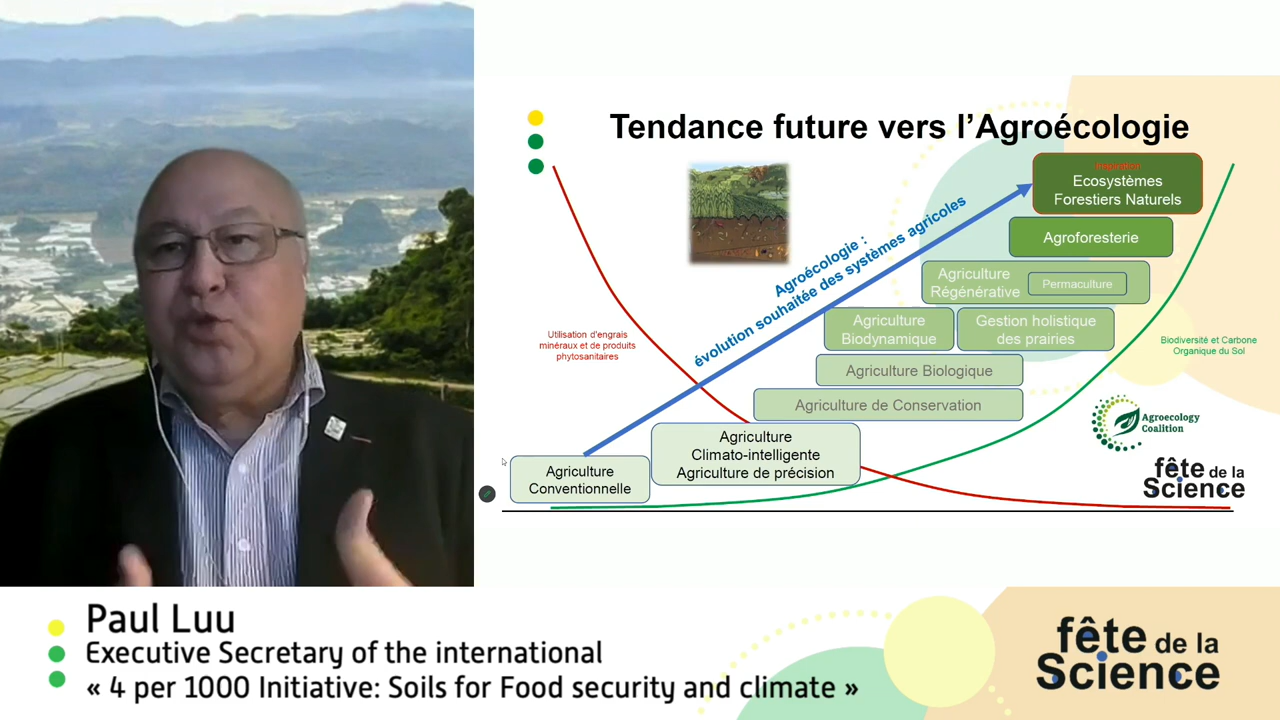 Tendance future vers l’Agroécologie
Inspiration
Ecosystèmes
Forestiers Naturels
Agroforesterie
Agroécologie :
évolution souhaitée des systèmes agricoles
Agriculture
Régénérative
Permaculture
Agriculture
Biodynamique
Gestion holistique
des prairies
Utilisation d'engrais
minéraux et de produits
phytosanitaires
Biodiversité et Carbone
Organique du Sol
Agriculture Biologique
Agriculture de Conservation
Agroecology
Coalition
Agriculture
Climato-intelligente
Agriculture de précision
Agriculture
Conventionnelle
fête de la
Science
Paul Luu
Executive Secretary of the international
« 4 per 1000 Initiative: Soils for Food security and climate »
fête de la
Science